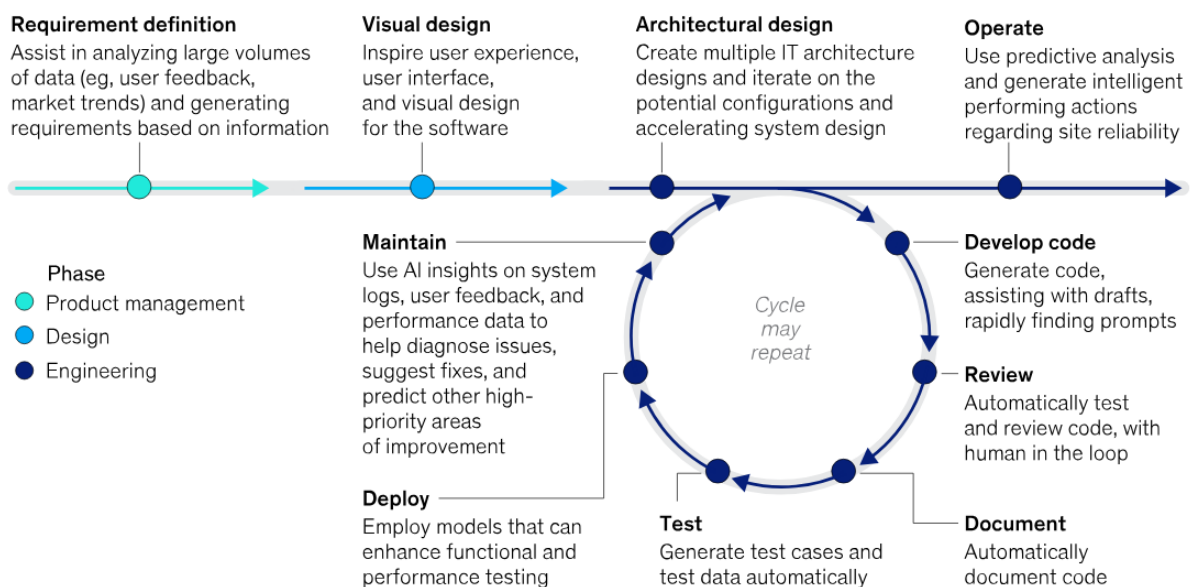 Requirement definition
Assist in analyzing large volumes
of data (eg, user feedback,
market trends) and generating
requirements based on information
Visual design
Inspire user experience,
user interface,
and visual design
for the software
Architectural design
Create multiple IT architecture
designs and iterate on the
potential configurations and
accelerating system design
Operate
Use predictive analysis
and generate intelligent
performing actions
regarding site reliability
Phase
Product management
Design
Engineering
Maintain
Use AI insights on system
logs, user feedback, and
performance data to
help diagnose issues,
suggest fixes, and
predict other high-
priority areas
of improvement
Cycle
may
repeat
Develop code
Generate code,
assisting with drafts,
rapidly finding prompts
Review
Automatically test
and review code, with
human in the loop
Deploy
Employ models that can
enhance functional and
performance testing
Test
Generate test cases and
test data automatically
Document
Automatically
document code